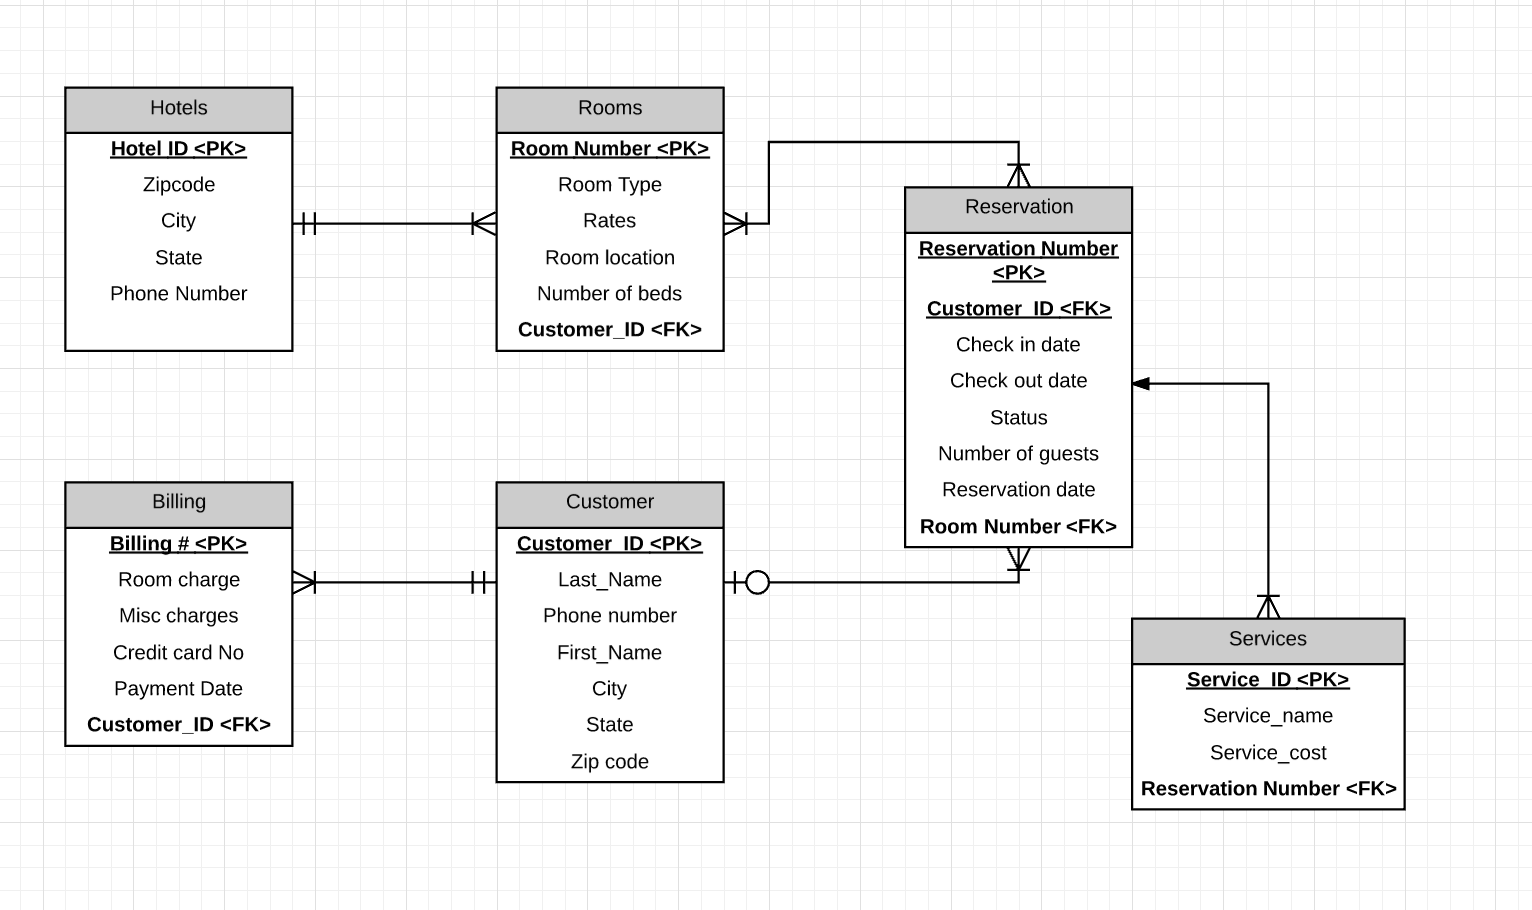 Hotels
Hotel ID <PK>
Zipcode
City
State
Phone Number
Rooms
Room Number <PK>
Room Type
Rates
Room location
Number of beds
Customer_ID <FK>
Reservation
Reservation Number
<PK>
Customer_ID <FK>
Check in date
Check out date
Status
Number of guests
Reservation date
Room Number <FK>
Billing
Billing # <PK>
Room charge
Misc charges
Credit card No
Payment Date
Customer_ID <FK>
Customer
Customer_ID <PK>
Last_Name
Phone number
First_Name
City
State
Zip code
Services
Service_ID <PK>
Service_name
Service_cost
Reservation Number <FK>